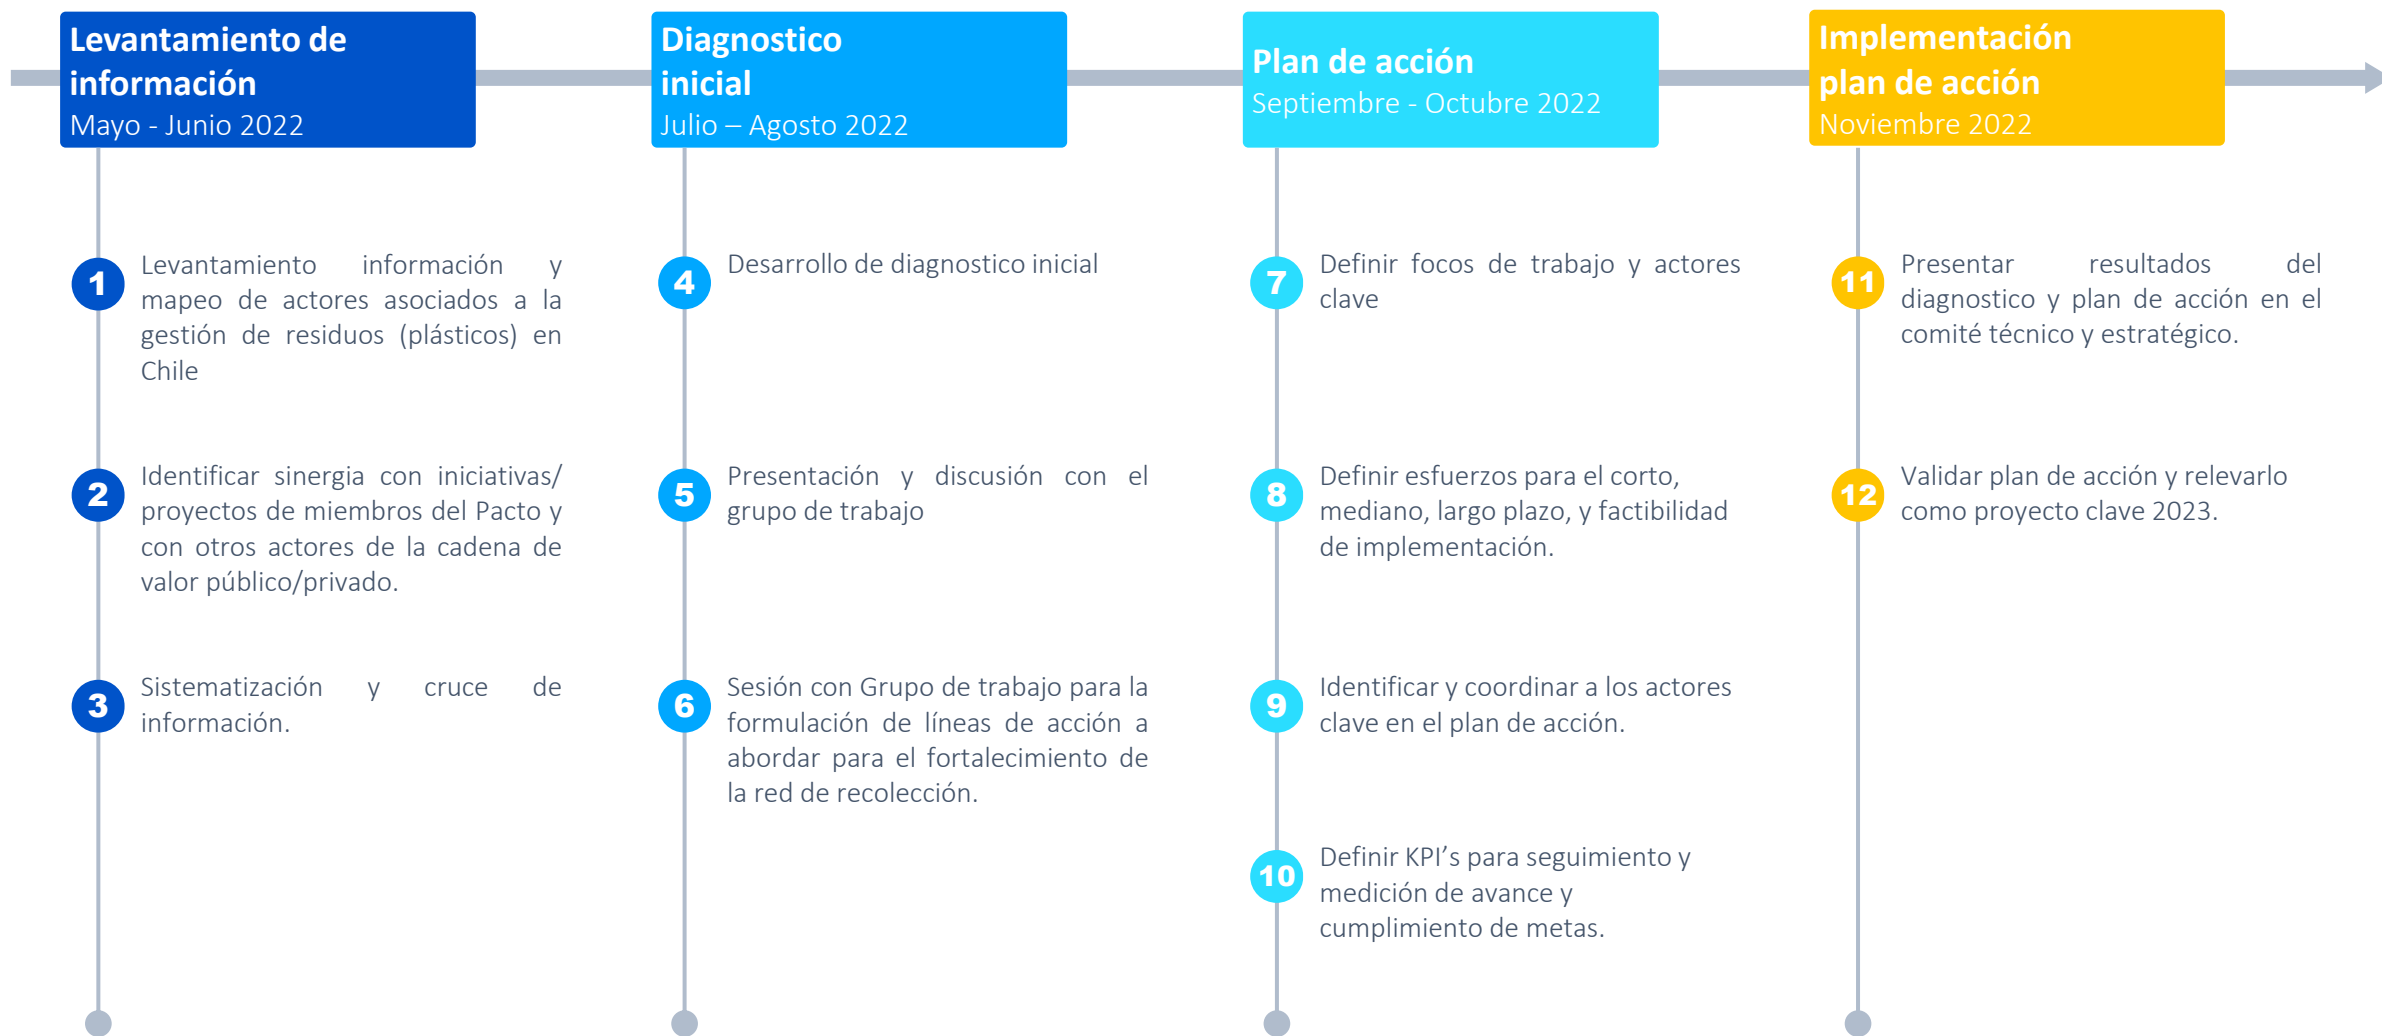 Levantamiento de
información
Mayo - Junio 2022
1
Levantamiento información y
mapeo de actores asociados a la
gestión de residuos (plásticos) en
Chile
2
Identificar sinergia con iniciativas/
proyectos de miembros del Pacto y
con otros actores de la cadena de
valor público/privado.
3
Sistematización y cruce de
información.
Diagnostico
inicial
Julio – Agosto 2022
4
Desarrollo de diagnostico inicial
5
Presentación y discusión con el
grupo de trabajo
6
Sesión con Grupo de trabajo para la
formulación de líneas de acción a
abordar para el fortalecimiento de
la red de recolección.
Plan de acción
Septiembre - Octubre 2022
7
Definir focos de trabajo y actores
clave
8
Definir esfuerzos para el corto,
mediano, largo plazo, y factibilidad
de implementación.
9
Identificar y coordinar a los actores
clave en el plan de acción.
10
Definir KPI’s para seguimiento y
medición de avance y
cumplimiento de metas.
Implementación
plan de acción
Noviembre 2022
11
Presentar resultados del
diagnostico y plan de acción en el
comité técnico y estratégico.
12
Validar plan de acción y relevarlo
como proyecto clave 2023.